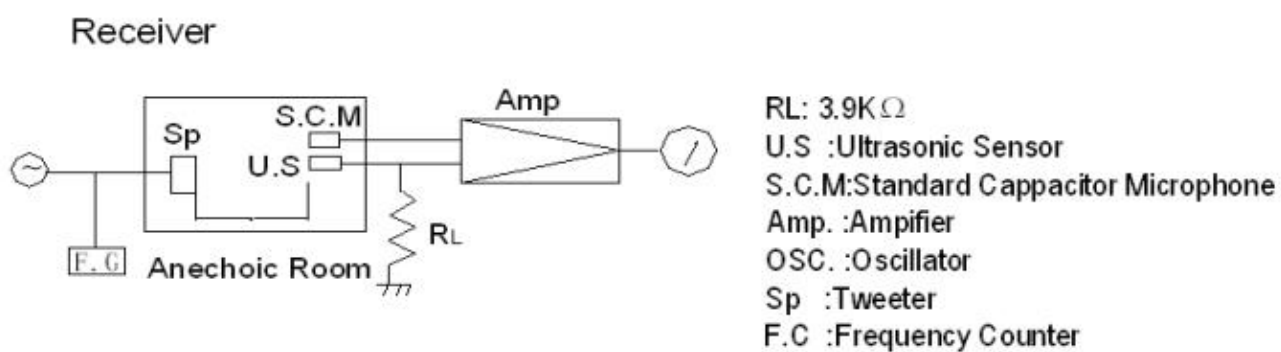 Receiver
Amp
S.C.M
Sp
U.S
~
RL
F.G
Anechoic Room
RL: 3.9KΩ
U.S :Ultrasonic Sensor
S.C.M:Standard Cappacitor Microphone
Amp. :Ampifier
OSC. :Oscillator
Sp :Tweeter
F.C :Frequency Counter